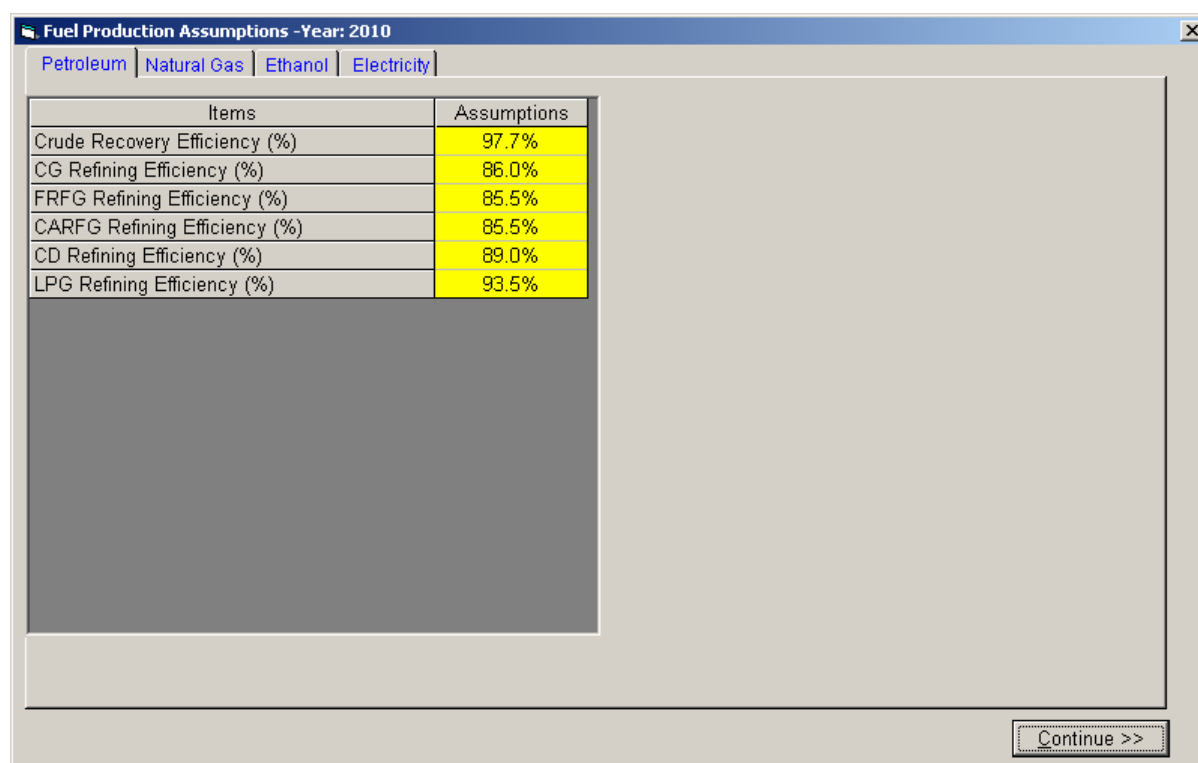 Fuel Production Assumptions -Year: 2010
Petroleum Natural Gas Ethanol Electricity
Items Assumptions
Crude Recovery Efficiency (%) 97.7%
CG Refining Efficiency (%) 86.0%
FRFG Refining Efficiency (%) 85.5%
CARFG Refining Efficiency (%) 85.5%
CD Refining Efficiency (%) 89.0%
LPG Refining Efficiency (%) 93.5%
Continue >>